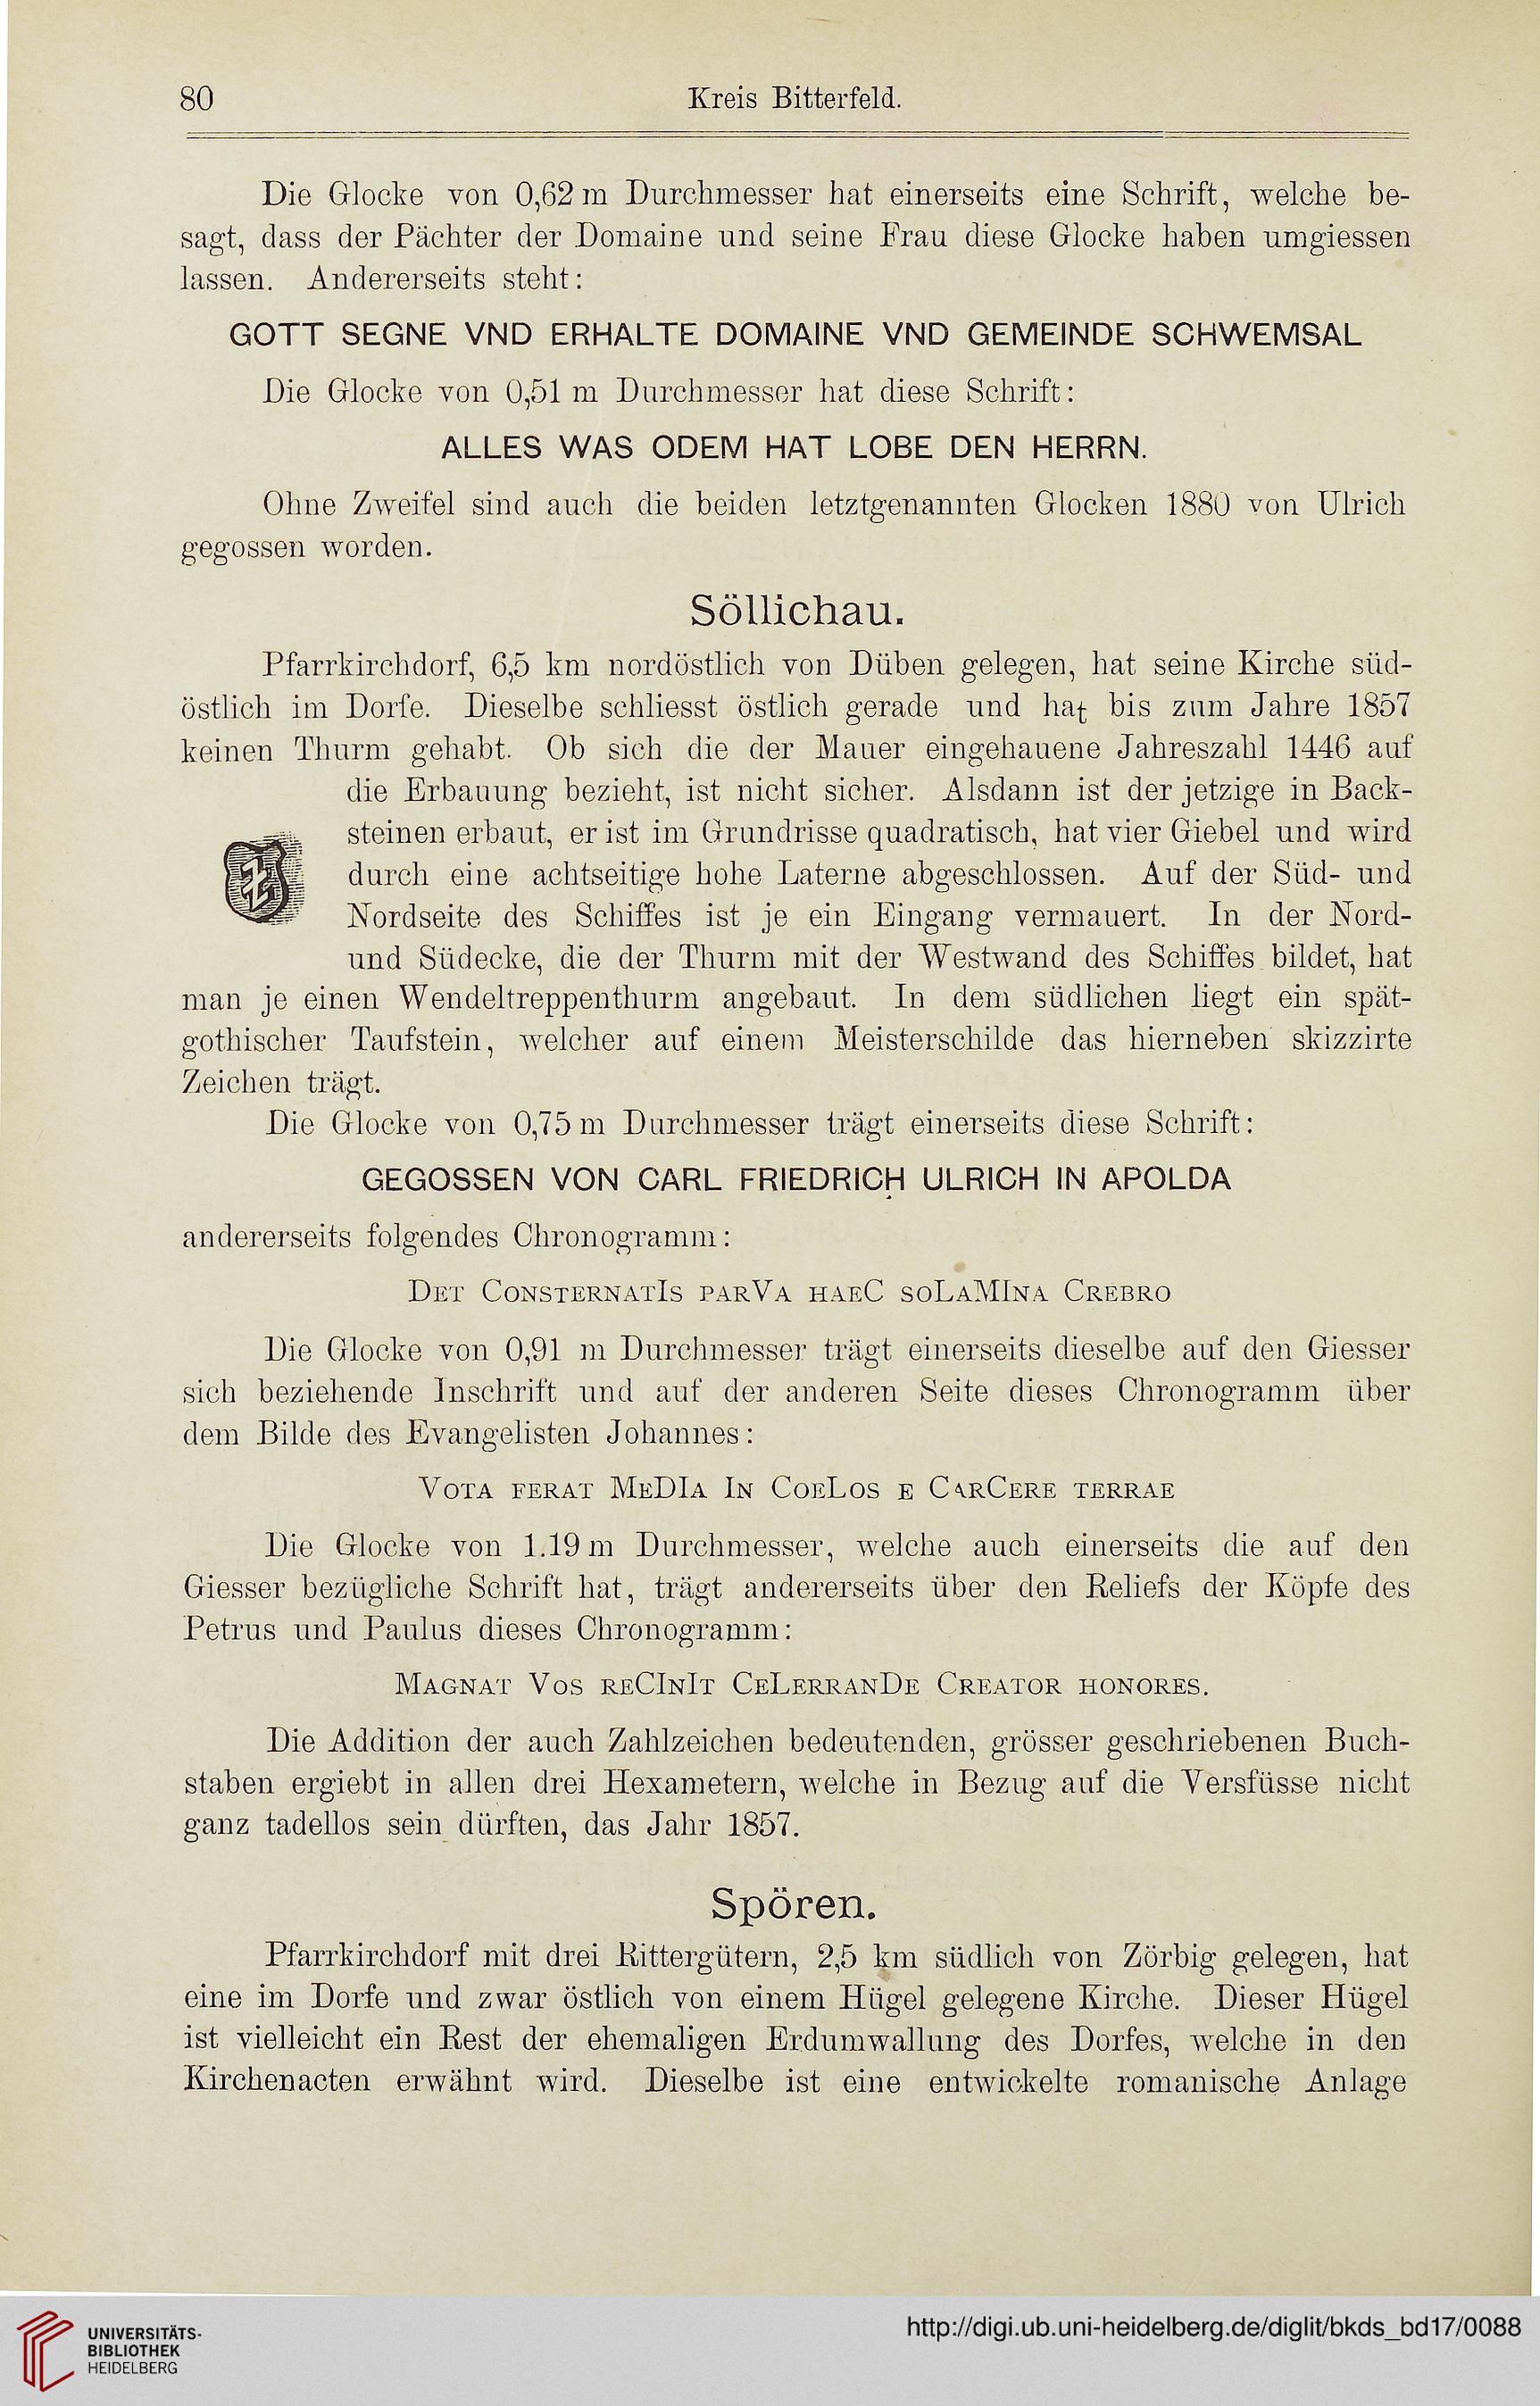 80
Kreis Bitterfeld.
Die Glocke von 0,62 m Durchmesser hat einerseits eine Schrift, welche be-
sagt, dass der Pächter der Domaine und seine Frau diese Glocke haben umgiessen
lassen. Andererseits steht:
GOTT SEGNE VND ERHALTE DOMAINE VND GEMEINDE SCHWEMSAL
Die Glocke von 0,51 m Durchmesser hat diese Schrift:
ALLES WAS ODEM HAT LOBE DEN HERRN.
Ohne Zweifel sind auch die beiden letztgenannten Glocken 1880 von Ulrich
gegossen worden.
Söllichau.
Pfarrkirchdorf, 6,5 km nordöstlich von Düben gelegen, hat seine Kirche süd-
östlich im Dorfe. Dieselbe schliesst östlich gerade und hat bis zum Jahre 1857
keinen Thurm gehabt. Ob sich die der Mauer eingehauene Jahreszahl 1446 auf
die Erbauung bezieht, ist nicht sicher. Alsdann ist der jetzige in Back-
steinen erbaut, er ist im Grundrisse quadratisch, hat vier Giebel und wird
durch eine achtseitige hohe Laterne abgeschlossen. Auf der Süd- und
Nordseite des Schiffes ist je ein Eingang vermauert. In der Nord-
und Südecke, die der Thurm mit der Westwand des Schiffes bildet, hat
man je einen Wendeltreppenthurm angebaut. In dem südlichen liegt ein spät-
gothischer Taufstein, welcher auf einem Meisterschilde das hierneben skizzirte
Zeichen trägt.
Die Glocke von 0,75 m Durchmesser trägt einerseits diese Schrift:
GEGOSSEN VON CARL FRIEDRICH ULRICH IN APOLDA
andererseits folgendes Chronogramm:
DET CONSTERNATIS PARVA HAEC SOLAMINA CREBRO
Die Glocke von 0,91 m Durchmesser trägt einerseits dieselbe auf den Giesser
sich beziehende Inschrift und auf der anderen Seite dieses Chronogramm über
dem Bilde des Evangelisten Johannes:
VOTA FERAT MEDIA IN COELOS E CARCERE TERRAE
Die Glocke von 1.19 m Durchmesser, welche auch einerseits die auf den
Giesser bezügliche Schrift hat, trägt andererseits über den Reliefs der Köpfe des
Petrus und Paulus dieses Chronogramm:
MAGNAT VOS RECINIT CELERRANDE CREATOR HONORES.
Die Addition der auch Zahlzeichen bedeutenden, grösser geschriebenen Buch-
staben ergiebt in allen drei Hexametern, welche in Bezug auf die Versfüsse nicht
ganz tadellos sein dürften, das Jahr 1857.
Spören.
Pfarrkirchdorf mit drei Rittergütern, 2,5 km südlich von Zörbig gelegen, hat
eine im Dorfe und zwar östlich von einem Hügel gelegene Kirche. Dieser Hügel
ist vielleicht ein Rest der ehemaligen Erdumwallung des Dorfes, welche in den
Kirchenacten erwähnt wird. Dieselbe ist eine entwickelte romanische Anlage
UNIVERSITÄTS-
BIBLIOTHEK
HEIDELBERG
http://digi.ub.uni-heidelberg.de/diglit/bkds_bd17/0088